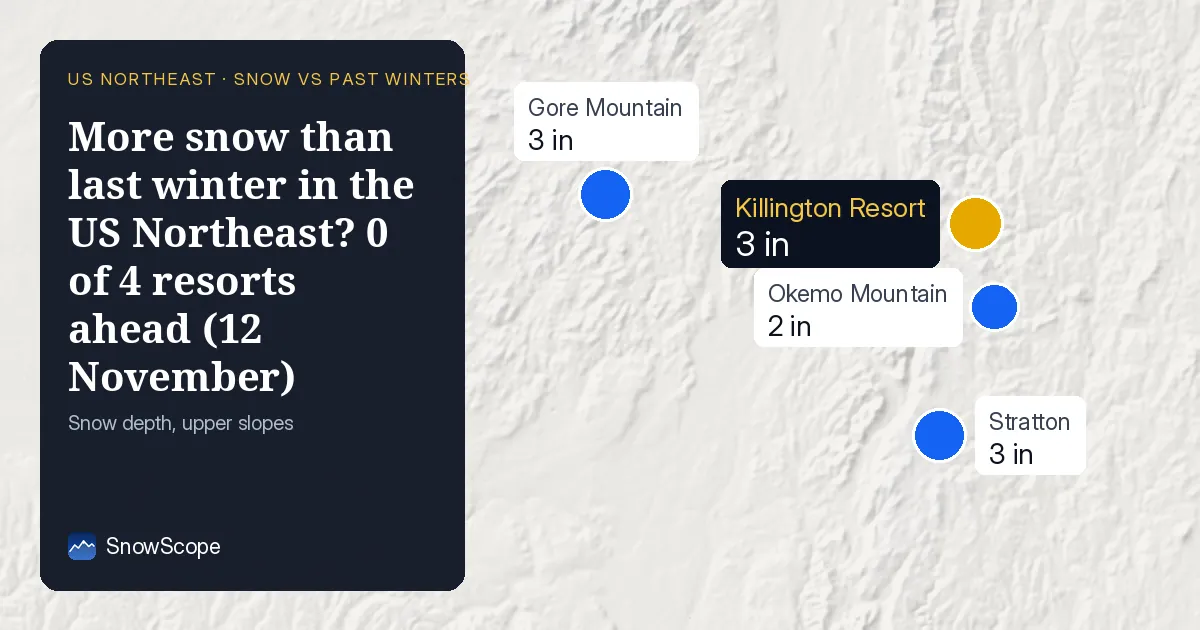 US NORTHEAST · SNOW VS PAST WINTERS
More snow than
last winter in the
US Northeast? 0
of 4 resorts
ahead (12
November)
Snow depth, upper slopes
SnowScope
Gore Mountain
3 in
Killington Resort
3 in
Okemo Mountain
2 in
Stratton
3 in